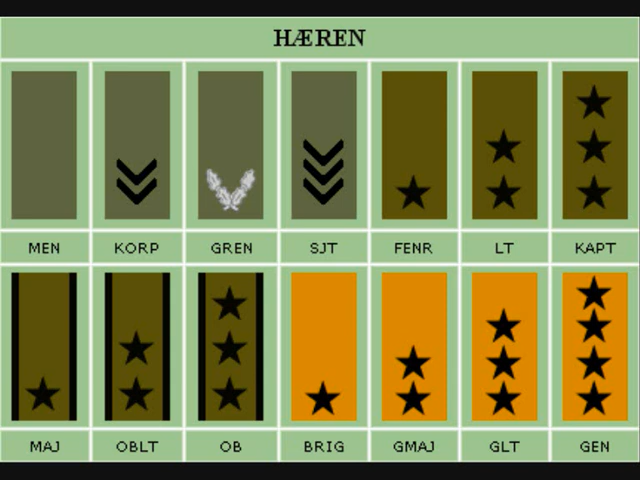 HÆREN
MEN KORP GREN SJT FENR LT KAPT
MAJ OBLT OB BRIG GMAJ GLT GEN